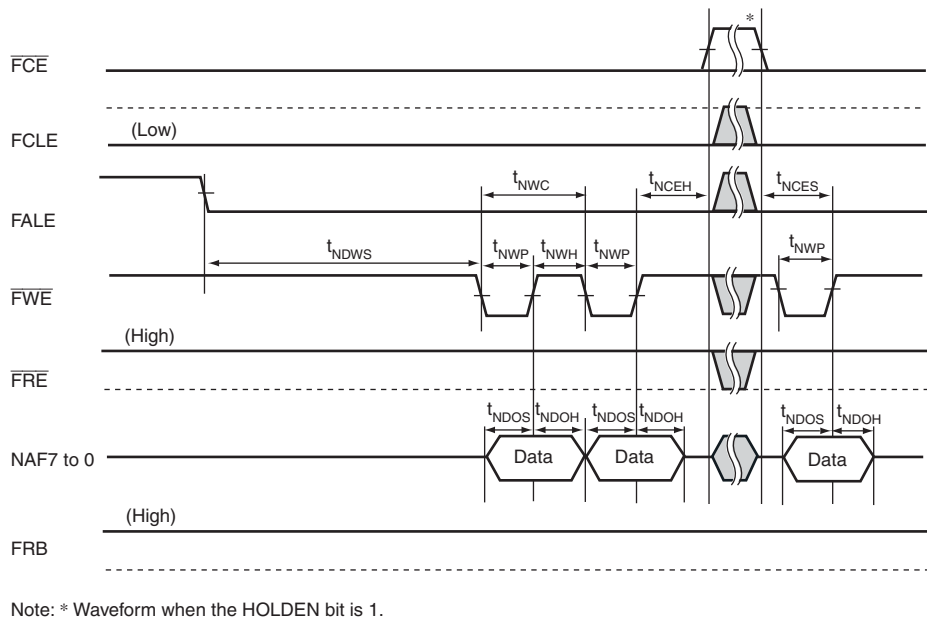 *
FCE
(Low)
FCLE
tNWC
tNCEH
tNCES
FALE
tNDWS
tNWP
tNWH
tNWP
tNWP
FWE
(High)
FRE
tNDOS
tNDOH
tNDOS
tNDOH
tNDOS
tNDOH
NAF7 to 0
Data
Data
Data
(High)
FRB
Note: * Waveform when the HOLDEN bit is 1.